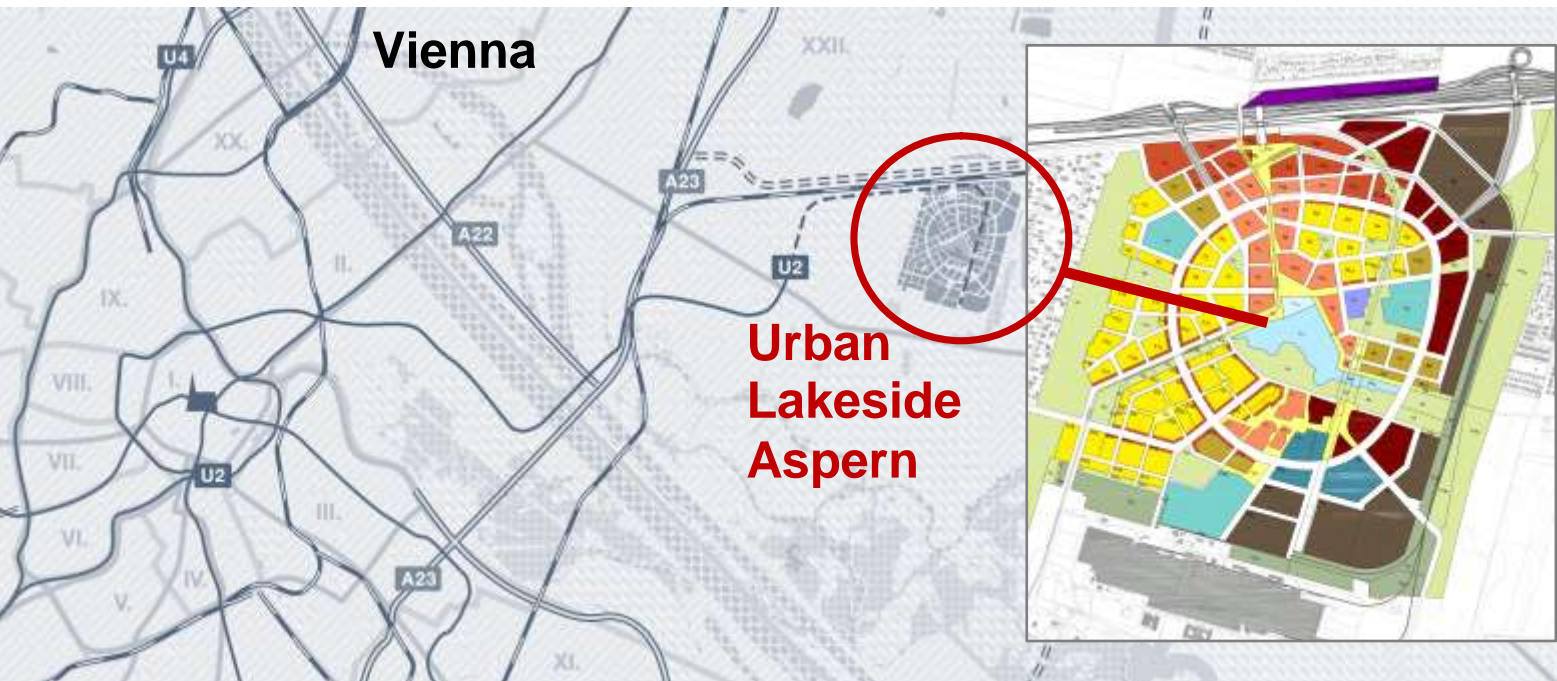 Vienna
U4
XXII.
XX.
A23
A22
II.
U2
IX.
Urban
Lakeside
Aspern
VIII.
I.
VII.
U2
III.
VI.
A23
IV.
V.
XI.